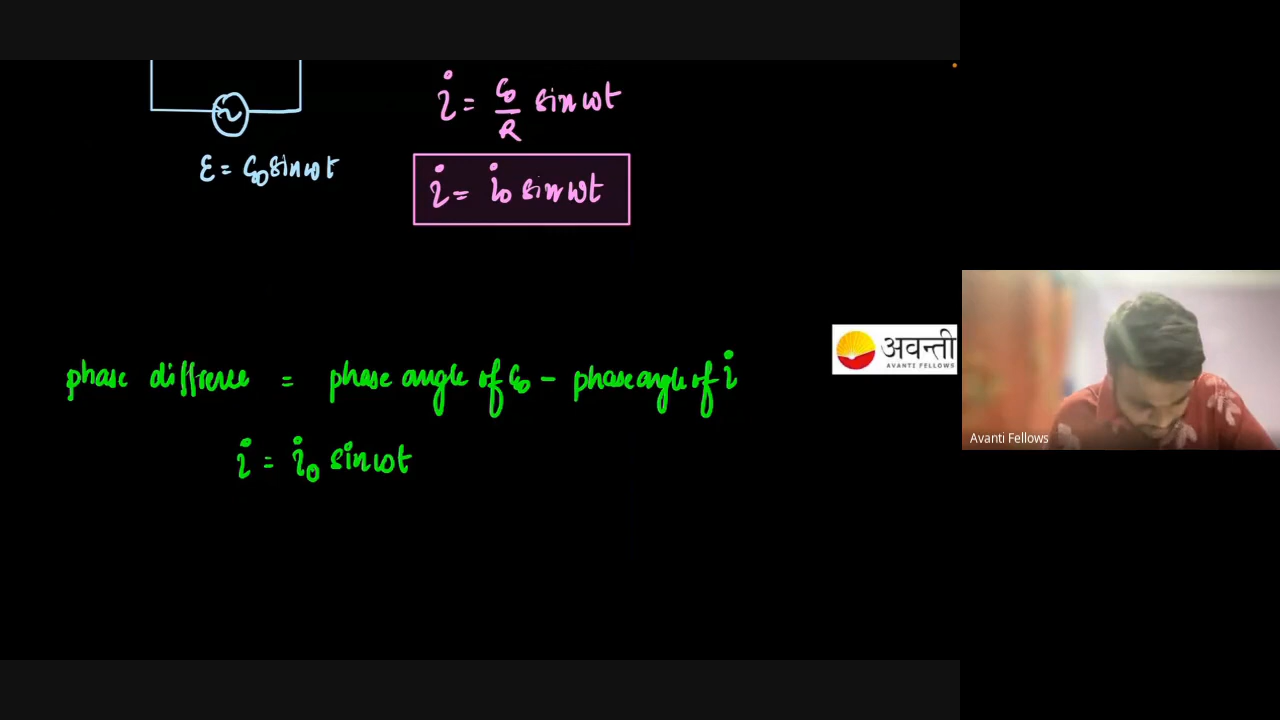 i = ε₀/R sin ωt
ε = ε₀ sin ωt
i = i₀ sin ωt
phase diffrence = phase angle of ε₀ - phase angle of i
i = i₀ sin ωt
अवन्ती
AVANTI FELLOWS
Avanti Fellows